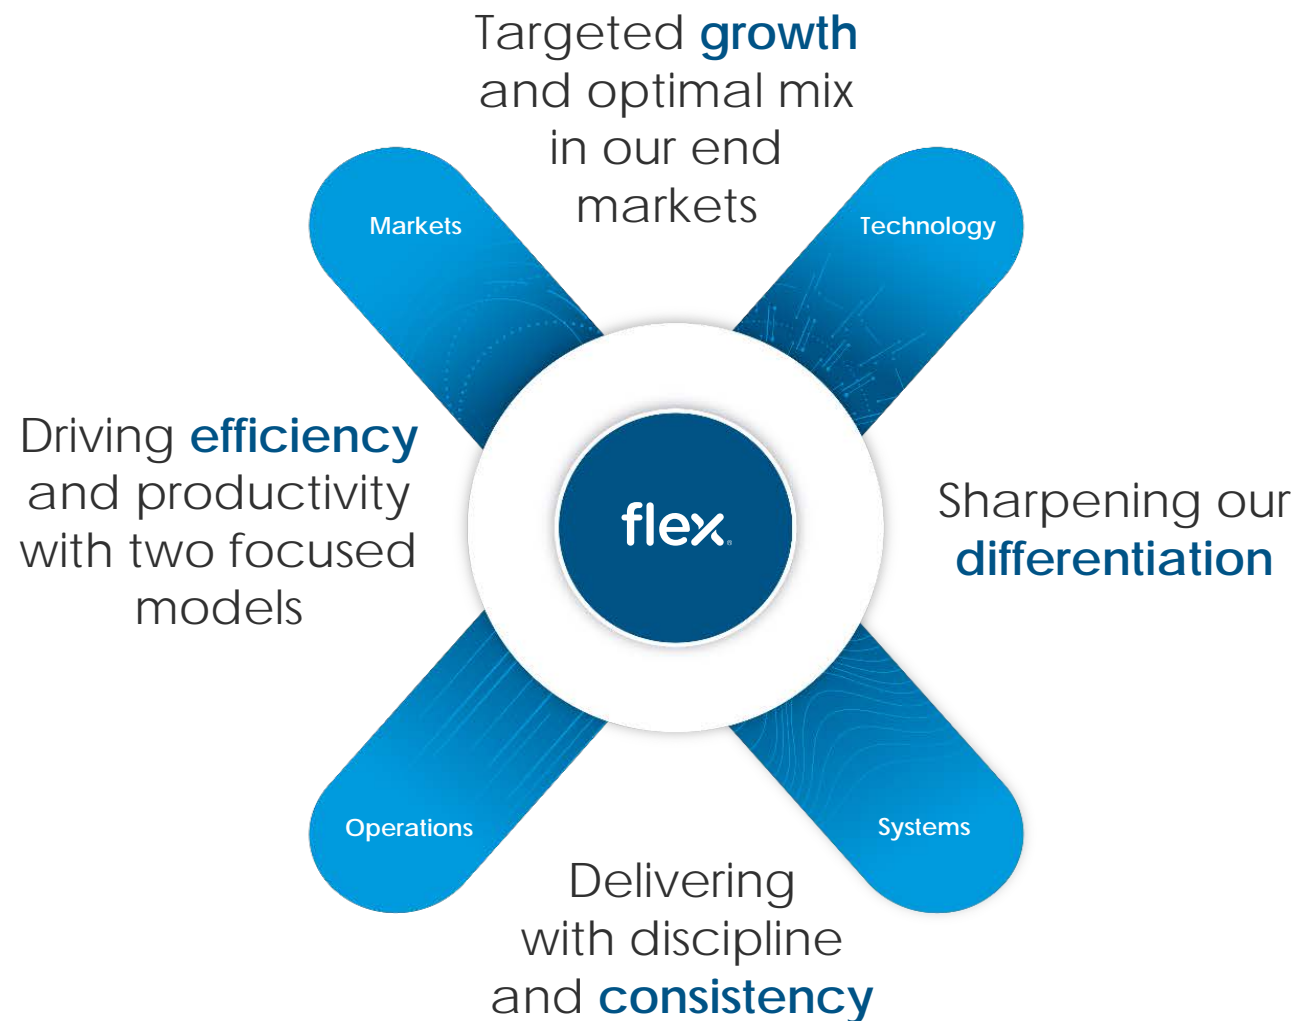 Targeted growth
and optimal mix
in our end
markets
Markets
Technology
Driving efficiency
and productivity
with two focused
models
flex
Sharpening our
differentiation
Operations
Systems
Delivering
with discipline
and consistency